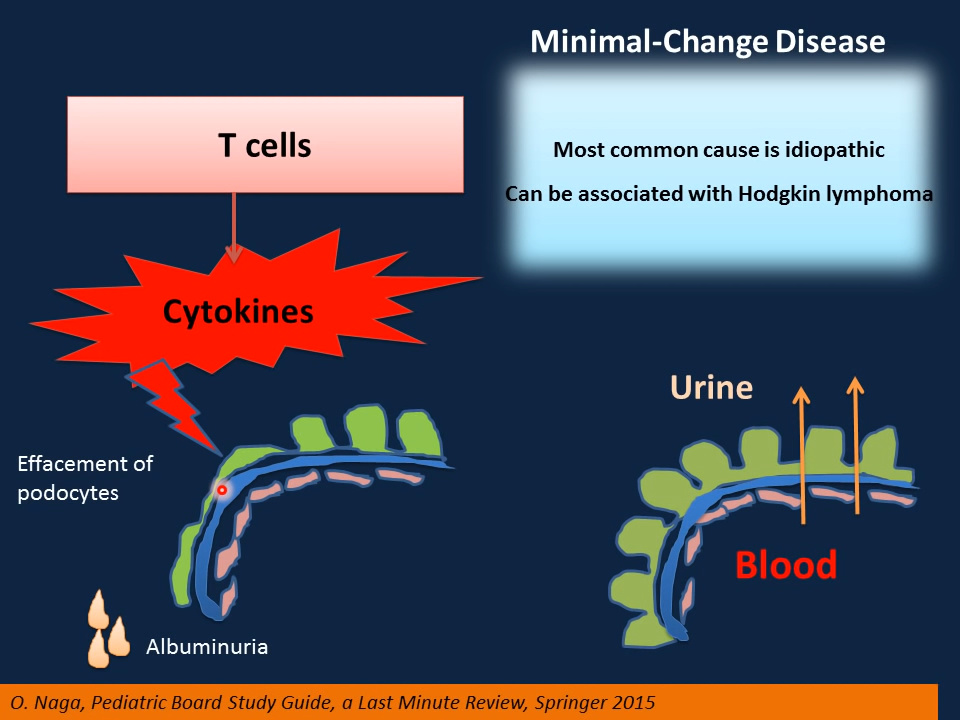 Minimal-Change Disease
T cells
Most common cause is idiopathic
Can be associated with Hodgkin lymphoma
Cytokines
Urine
Effacement of
podocytes
Blood
Albuminuria
O. Naga, Pediatric Board Study Guide, a Last Minute Review, Springer 2015